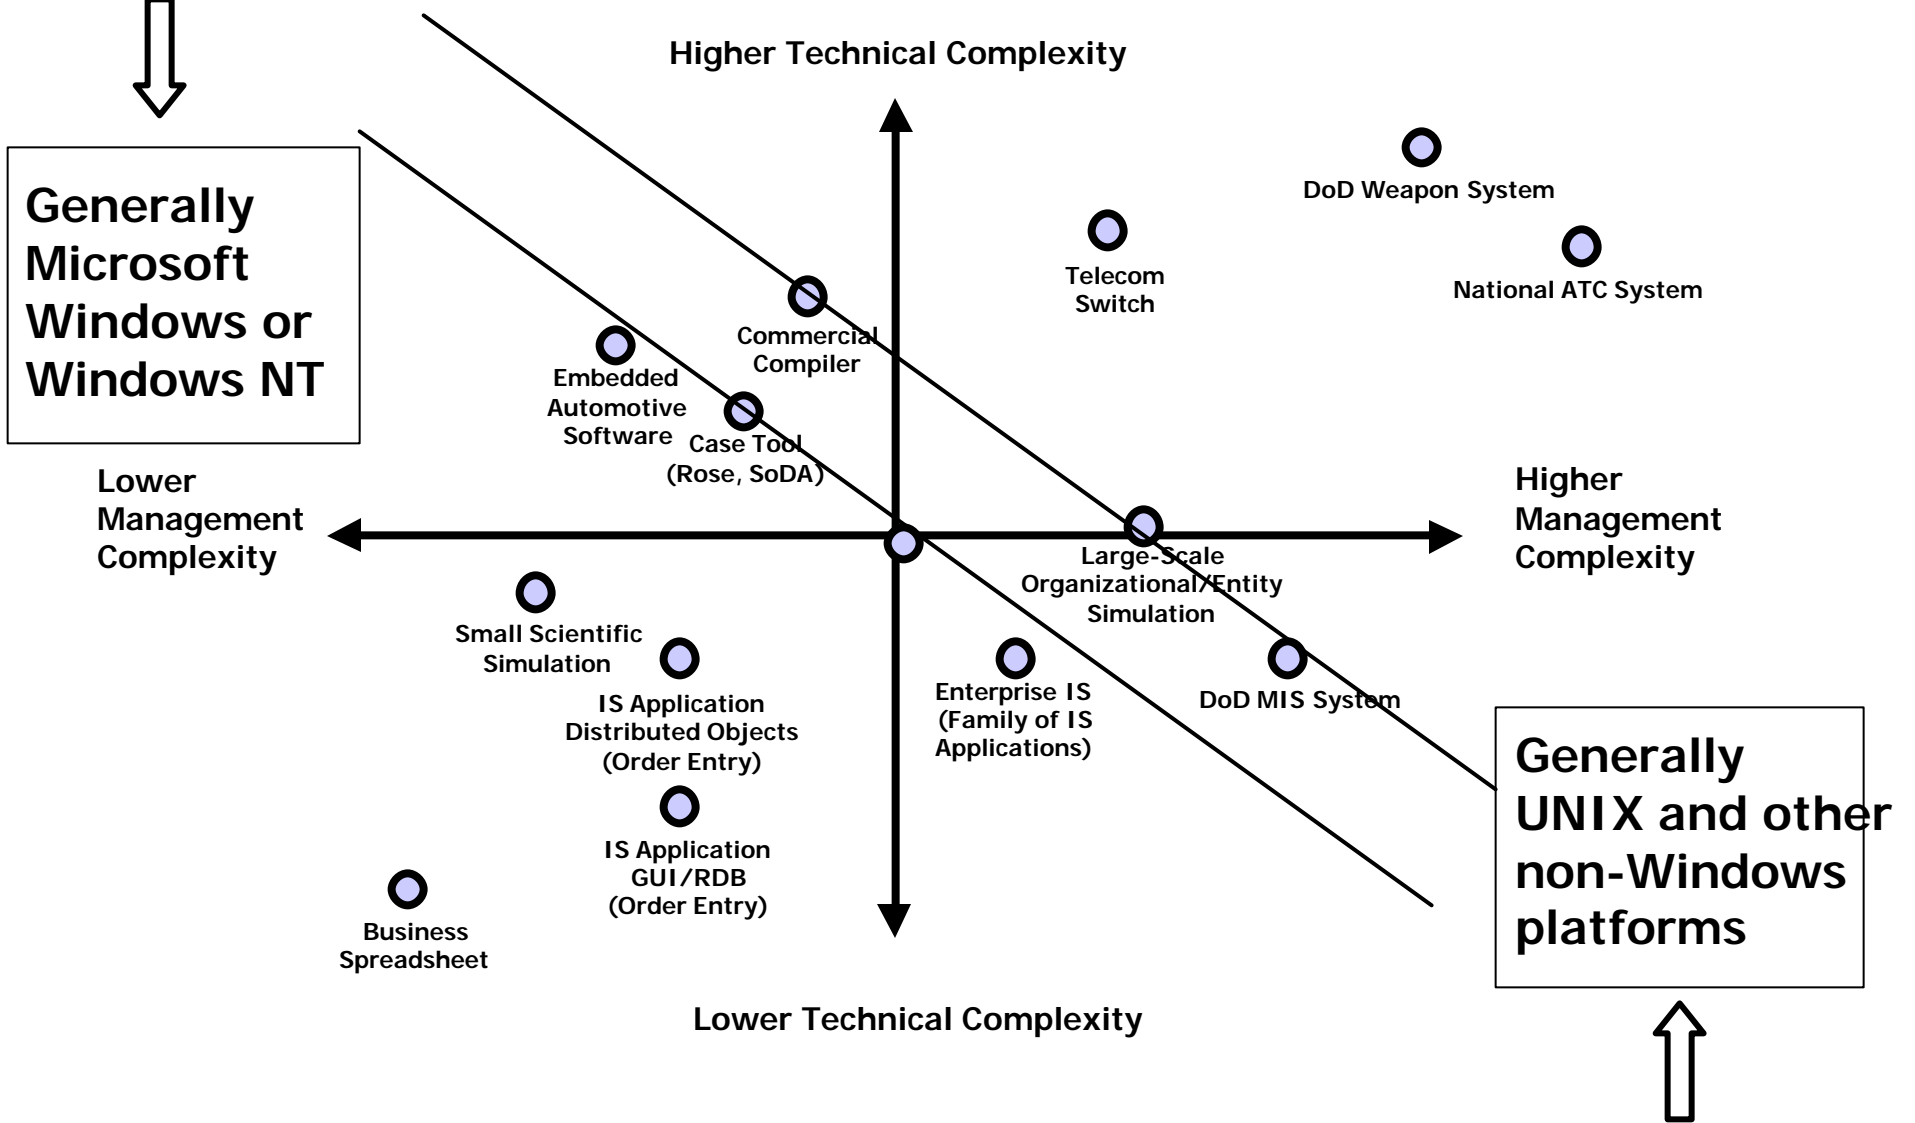 Higher Technical Complexity
Generally
Microsoft
Windows or
Windows NT
DoD Weapon System
National ATC System
Telecom
Switch
Commercial
Compiler
Embedded
Automotive
Software
Case Tool
(Rose, SoDA)
Lower
Management
Complexity
Higher
Management
Complexity
Large-Scale
Organizational/Entity
Simulation
Small Scientific
Simulation
IS Application
Distributed Objects
(Order Entry)
Enterprise IS
(Family of IS
Applications)
DoD MIS System
Generally
UNIX and other
non-Windows
platforms
IS Application
GUI/RDB
(Order Entry)
Business
Spreadsheet
Lower Technical Complexity